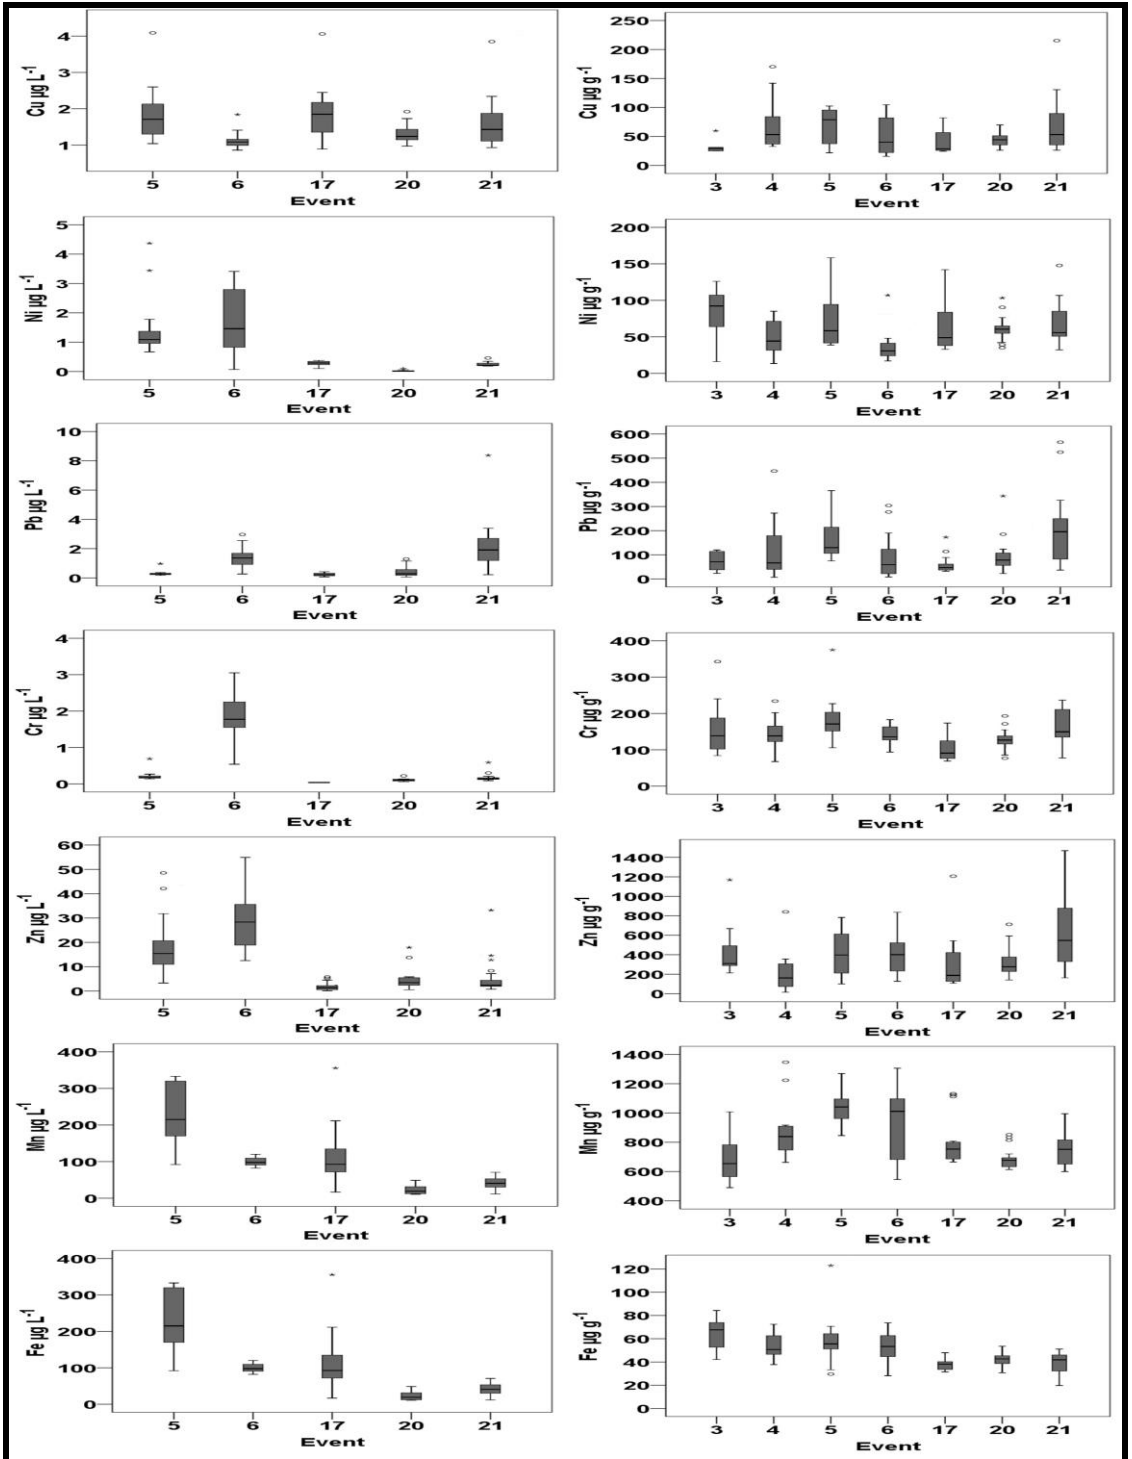 Cu µg L-1
4
3
2
1
5 6 17 20 21
Event
Cu µg g-1
250
200
150
100
50
0
3 4 5 6 17 20 21
Event
Ni µg L-1
5
4
3
2
1
0
5 6 17 20 21
Event
Ni µg g-1
200
150
100
50
0
3 4 5 6 17 20 21
Event
Pb µg L-1
10
8
6
4
2
0
5 6 17 20 21
Event
Pb µg g-1
600
500
400
300
200
100
0
3 4 5 6 17 20 21
Event
Cr µg L-1
4
3
2
1
0
5 6 17 20 21
Event
Cr µg g-1
400
300
200
100
0
3 4 5 6 17 20 21
Event
Zn µg L-1
60
50
40
30
20
10
0
5 6 17 20 21
Event
Zn µg g-1
1400
1200
1000
800
600
400
200
0
3 4 5 6 17 20 21
Event
Mn µg L-1
400
300
200
100
0
5 6 17 20 21
Event
Mn µg g-1
1400
1200
1000
800
600
400
3 4 5 6 17 20 21
Event
Fe µg L-1
400
300
200
100
0
5 6 17 20 21
Event
Fe µg g-1
120
100
80
60
40
20
0
3 4 5 6 17 20 21
Event